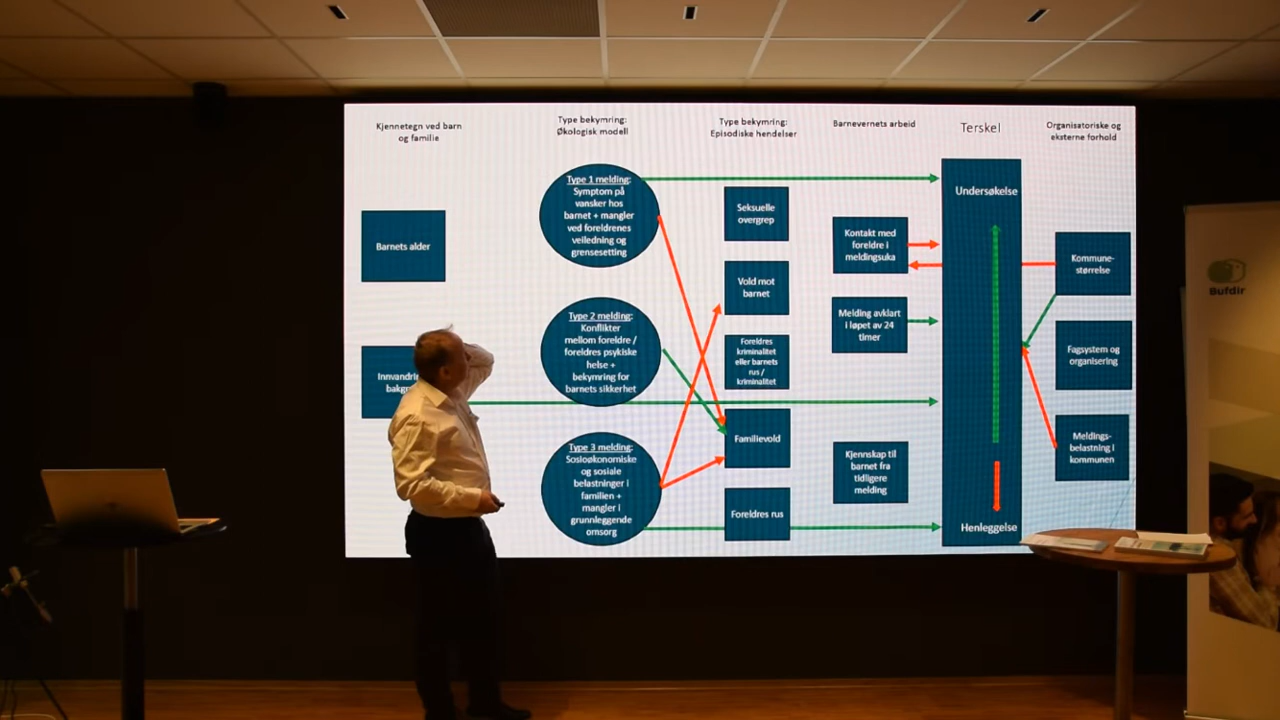 Kjennetegn ved barn
og familie
Type bekymring:
Økologisk modell
Type bekymring:
Episodiske hendelser
Barnevernets arbeid
Terskel
Organisatoriske og
eksterne forhold
Barnets alder
Type 1 melding:
Symptom på
vansker hos
barnet + mangler
ved foreldrenes
veiledning og
grensesetting
Type 2 melding:
Konflikter
mellom foreldre /
foreldres psykiske
helse +
bekymring for
barnets sikkerhet
Type 3 melding:
Sosioøkonomiske
og sosiale
belastninger i
familien +
mangler i
grunnleggende
omsorg
Seksuelle
overgrep
Vold mot
barnet
Foreldres
kriminalitet
eller barnets
rus /
kriminalitet
Familievold
Foreldres rus
Kontakt med
foreldre i
meldingsuka
Melding avklart
i løpet av 24
timer
Kjennskap til
barnet fra
tidligere
melding
Undersøkelse
Henleggelse
Kommune-
størrelse
Fagsystem og
organisering
Meldings-
belastning i
kommunen
Bufdir